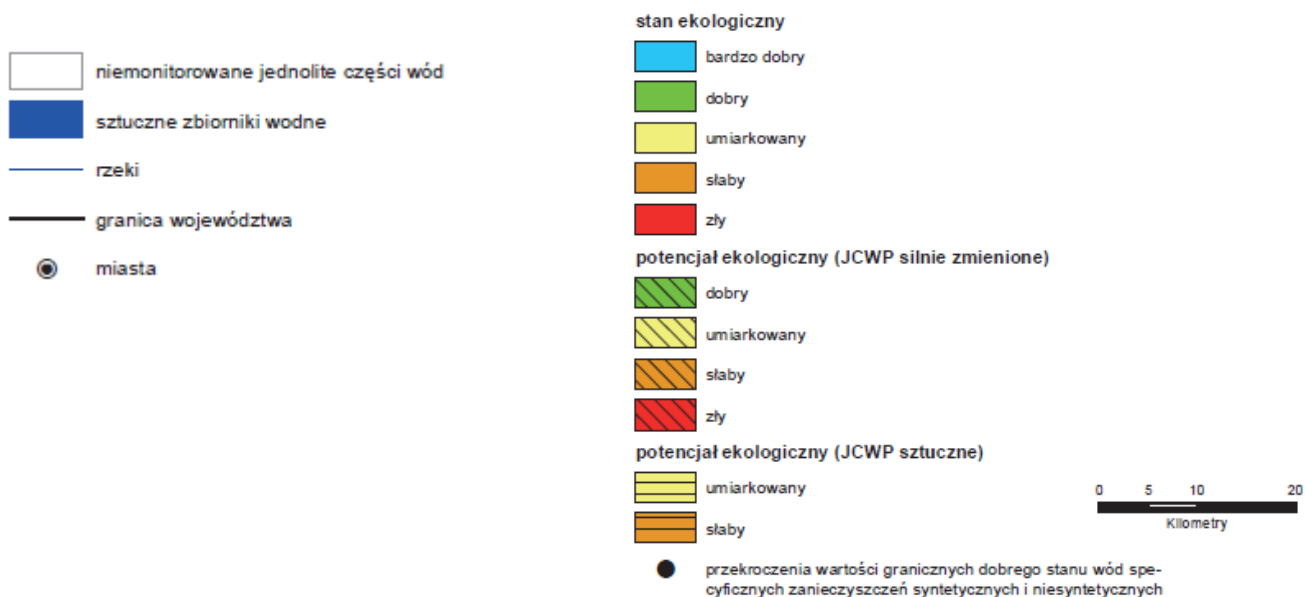 niemonitorowane jednolite części wód
sztuczne zbiorniki wodne
rzeki
granica województwa
miasta
stan ekologiczny
bardzo dobry
dobry
umiarkowany
słaby
zły
potencjał ekologiczny (JCWP silnie zmienione)
dobry
umiarkowany
słaby
zły
potencjał ekologiczny (JCWP sztuczne)
umiarkowany
słaby
przekroczenia wartości granicznych dobrego stanu wód spe-
cyficznych zanieczyszczeń syntetycznych i niesyntetycznych
0 5 10 20
Kilometry